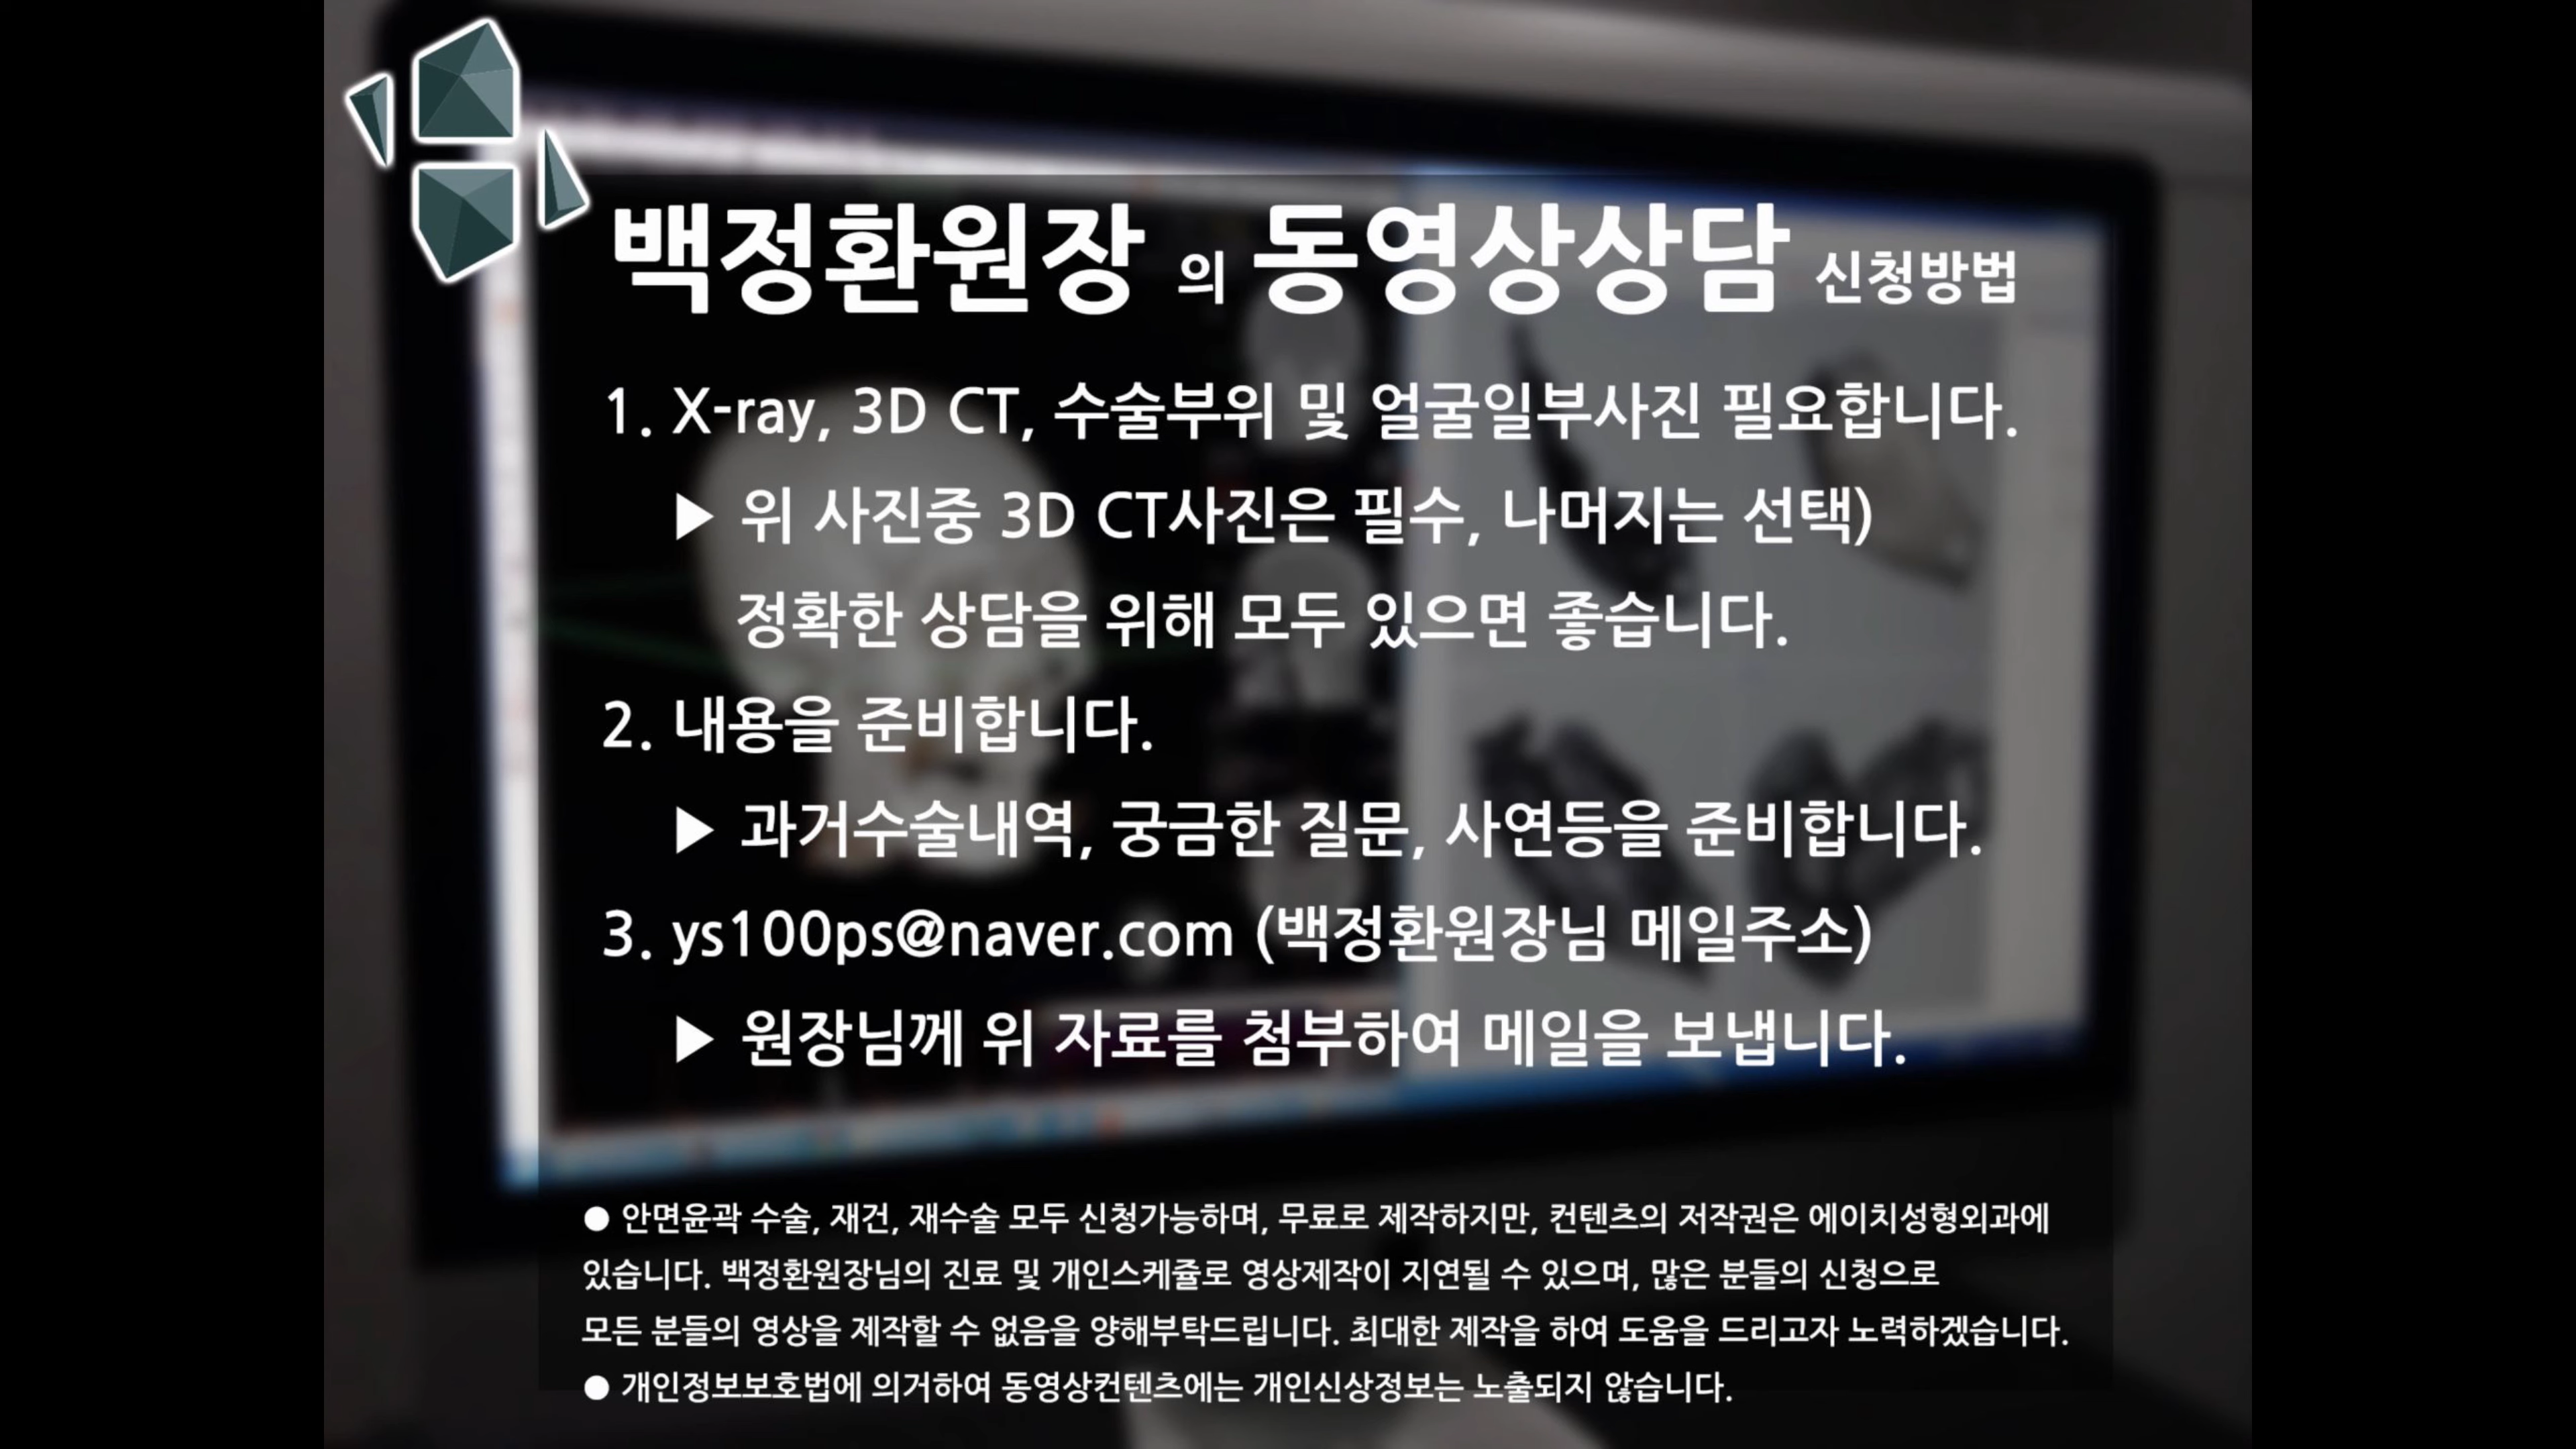 백정환원장 의 동영상상담 신청방법
1. X-ray, 3D CT, 수술부위 및 얼굴일부사진 필요합니다.
▶ 위 사진중 3D CT사진은 필수, 나머지는 선택)
정확한 상담을 위해 모두 있으면 좋습니다.
2. 내용을 준비합니다.
▶ 과거수술내역, 궁금한 질문, 사연등을 준비합니다.
3. ys100ps@naver.com (백정환원장님 메일주소)
▶ 원장님께 위 자료를 첨부하여 메일을 보냅니다.
● 안면윤곽 수술, 재건, 재수술 모두 신청가능하며, 무료로 제작하지만, 컨텐츠의 저작권은 에이치성형외과에
있습니다. 백정환원장님의 진료 및 개인스케쥴로 영상제작이 지연될 수 있으며, 많은 분들의 신청으로
모든 분들의 영상을 제작할 수 없음을 양해부탁드립니다. 최대한 제작을 하여 도움을 드리고자 노력하겠습니다.
● 개인정보보호법에 의거하여 동영상컨텐츠에는 개인신상정보는 노출되지 않습니다.